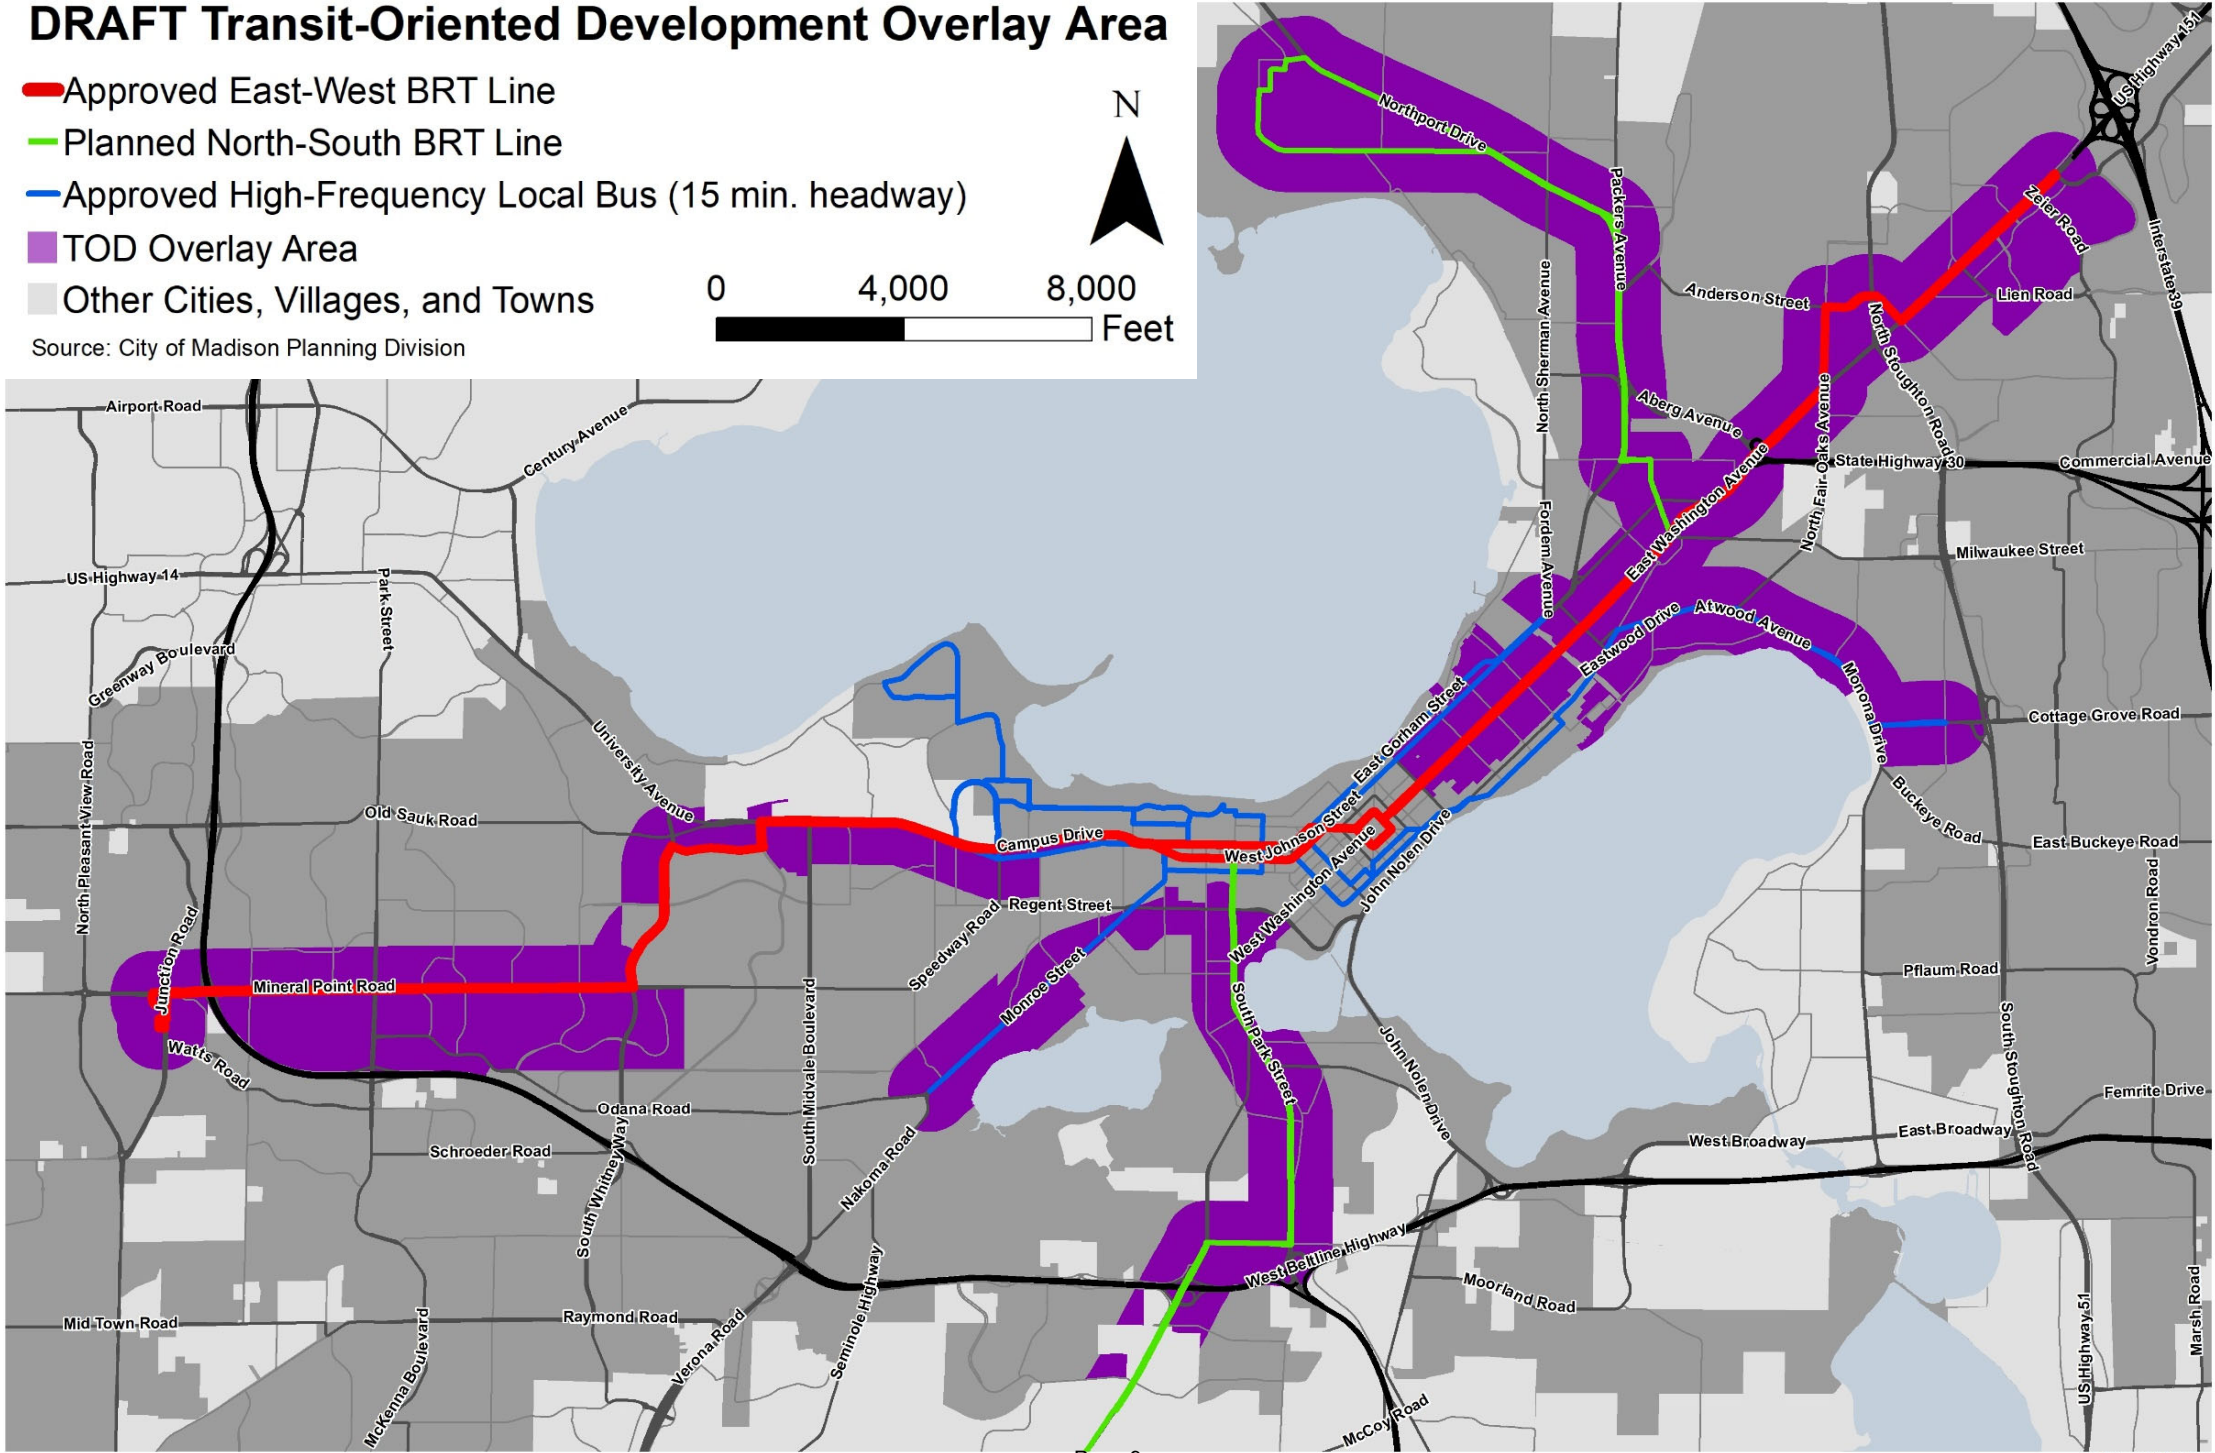 DRAFT Transit-Oriented Development Overlay Area
Approved East-West BRT Line
Planned North-South BRT Line
Approved High-Frequency Local Bus (15 min. headway)
TOD Overlay Area
Other Cities, Villages, and Towns
Source: City of Madison Planning Division
N
0 4,000 8,000
Feet
US Highway 151
Northport Drive
Packers Avenue
Zeier Road
Interstate 39
Anderson Street
Lien Road
North Sherman Avenue
North Stoughton Road
Aberg Avenue
North Fair Oaks Avenue
State Highway 30
Commercial Avenue
East Washington Avenue
Fordem Avenue
Milwaukee Street
Airport Road
Century Avenue
US Highway 14
Park Street
Greenway Boulevard
Eastwood Drive
Atwood Avenue
Monona Drive
Cottage Grove Road
North Pleasant View Road
University Avenue
East Gorham Street
Old Sauk Road
Campus Drive
West Johnson Street
West Washington Avenue
John Nolen Drive
Buckeye Road
East Buckeye Road
Regent Street
Speedway Road
Vondron Road
Junction Road
Mineral Point Road
Monroe Street
South Park Street
Pflaum Road
South Stoughton Road
Watts Road
South Midvale Boulevard
John Nolen Drive
Odana Road
Femrite Drive
Schroeder Road
South Whitney Way
Nakoma Road
West Broadway
East Broadway
West Beltline Highway
Seminole Highway
Moorland Road
Mid Town Road
McKenna Boulevard
Raymond Road
Verona Road
US Highway 51
Marsh Road
McCoy Road